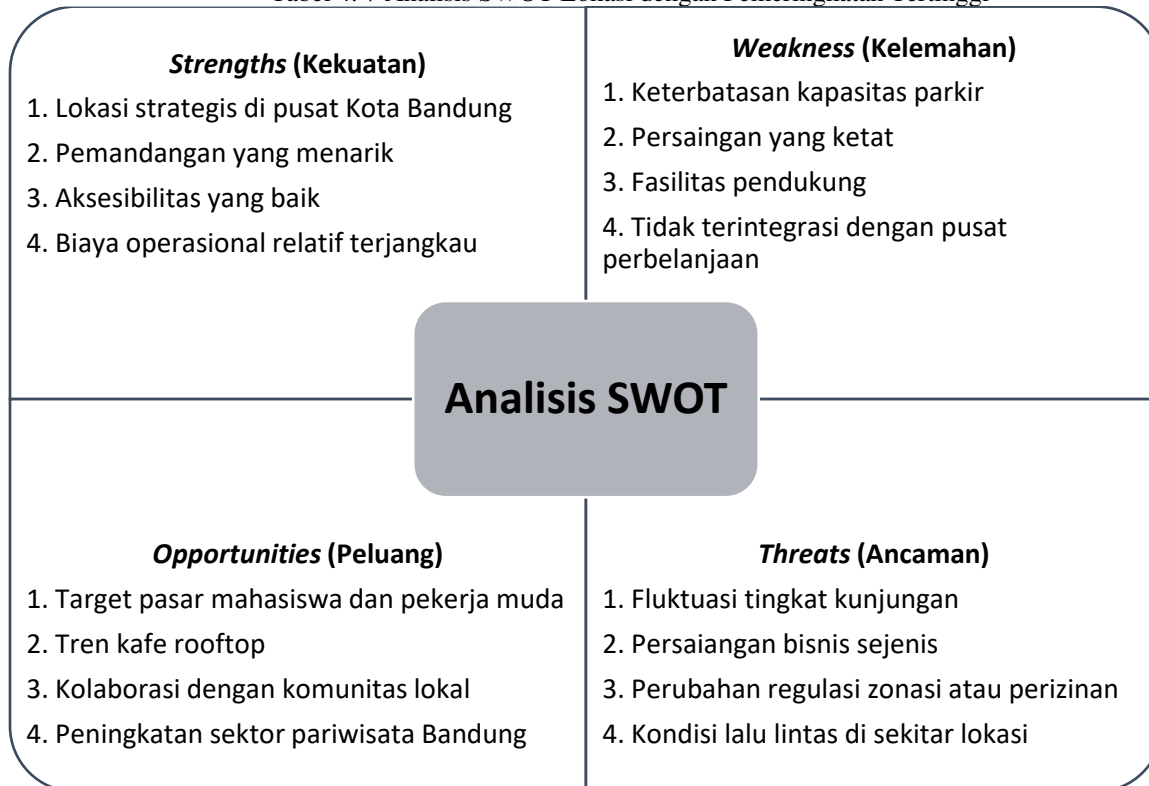 Strengths (Kekuatan)
1. Lokasi strategis di pusat Kota Bandung
2. Pemandangan yang menarik
3. Aksesibilitas yang baik
4. Biaya operasional relatif terjangkau
Weakness (Kelemahan)
1. Keterbatasan kapasitas parkir
2. Persaingan yang ketat
3. Fasilitas pendukung
4. Tidak terintegrasi dengan pusat
perbelanjaan
Analisis SWOT
Opportunities (Peluang)
1. Target pasar mahasiswa dan pekerja muda
2. Tren kafe rooftop
3. Kolaborasi dengan komunitas lokal
4. Peningkatan sektor pariwisata Bandung
Threats (Ancaman)
1. Fluktuasi tingkat kunjungan
2. Persaiangan bisnis sejenis
3. Perubahan regulasi zonasi atau perizinan
4. Kondisi lalu lintas di sekitar lokasi